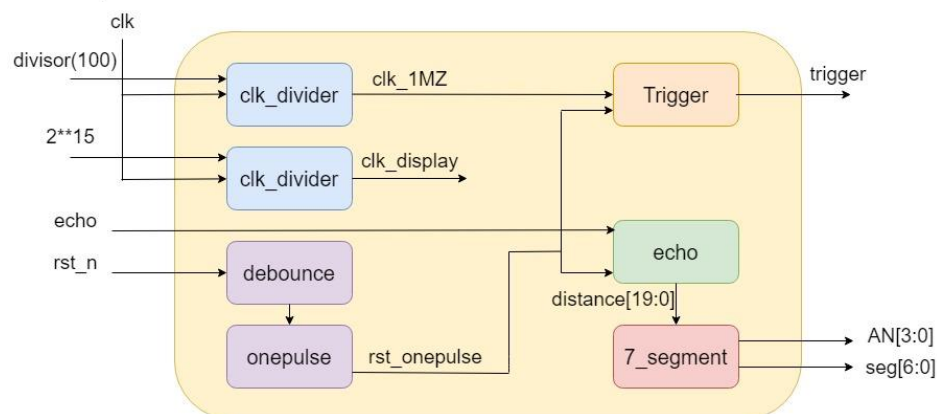 clk
divisor(100)
clk_divider
clk_1MZ
Trigger
trigger
2**15
clk_divider
clk_display
echo
echo
rst_n
debounce
distance[19:0]
onepulse
rst_onepulse
7_segment
AN[3:0]
seg[6:0]